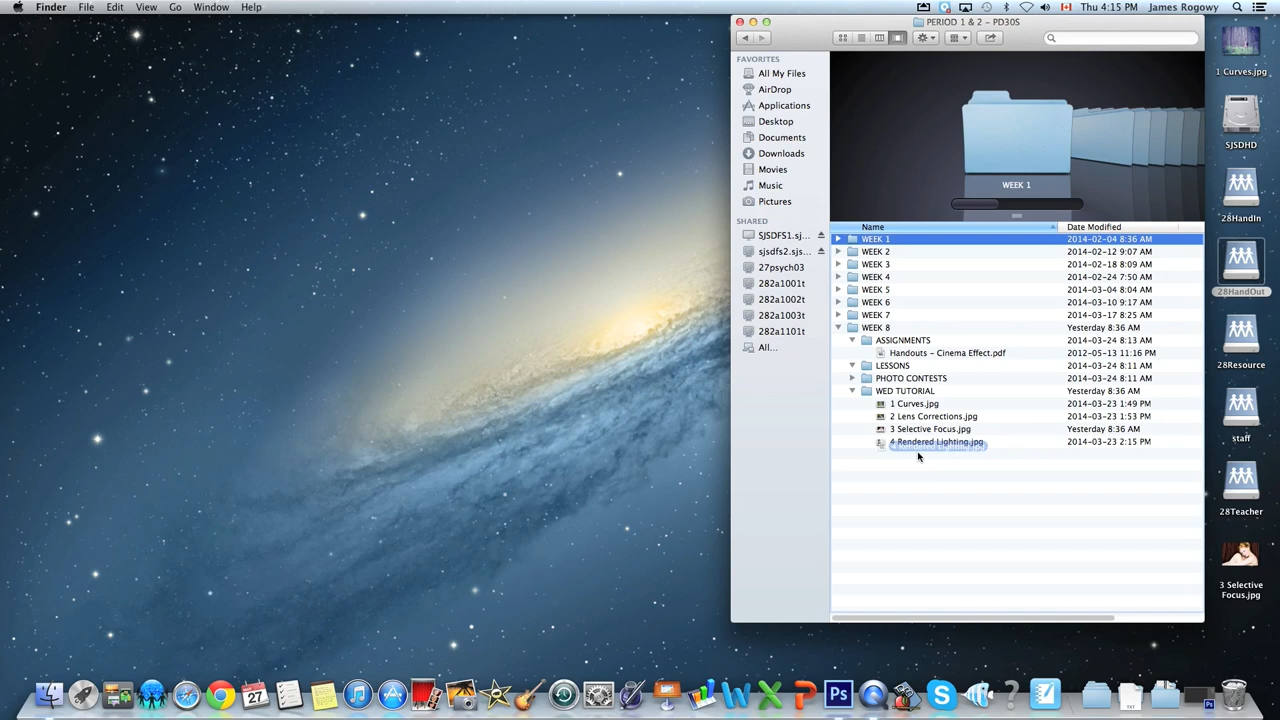 Finder File Edit View Go Window Help
Thu 4:15 PM James Rogowy
PERIOD 1 & 2 – PD30S
FAVORITES
All My Files
AirDrop
Applications
Desktop
Documents
Downloads
Movies
Music
Pictures
SHARED
SJSDFS1.sj...
sjsdfs2.sjs...
27psych03
282a1001t
282a1002t
282a1003t
282a1101t
All...
WEEK 1
Name Date Modified
WEEK 1 2014-02-04 8:36 AM
WEEK 2 2014-02-12 9:07 AM
WEEK 3 2014-02-18 8:09 AM
WEEK 4 2014-02-24 7:50 AM
WEEK 5 2014-03-04 8:04 AM
WEEK 6 2014-03-10 9:17 AM
WEEK 7 2014-03-17 8:25 AM
WEEK 8 Yesterday 8:36 AM
ASSIGNMENTS 2014-03-24 8:13 AM
Handouts – Cinema Effect.pdf 2012-05-13 11:16 PM
LESSONS 2014-03-24 8:11 AM
PHOTO CONTESTS 2014-03-24 8:11 AM
WED TUTORIAL Yesterday 8:36 AM
1 Curves.jpg 2014-03-23 1:49 PM
2 Lens Corrections.jpg 2014-03-23 1:53 PM
3 Selective Focus.jpg Yesterday 8:36 AM
4 Rendered Lighting.jpg 2014-03-23 2:15 PM
1 Curves.jpg
SJSDHD
28HandIn
28HandOut
28Resource
staff
28Teacher
3 Selective
Focus.jpg
MAR
27
TXT
Ps
Ps